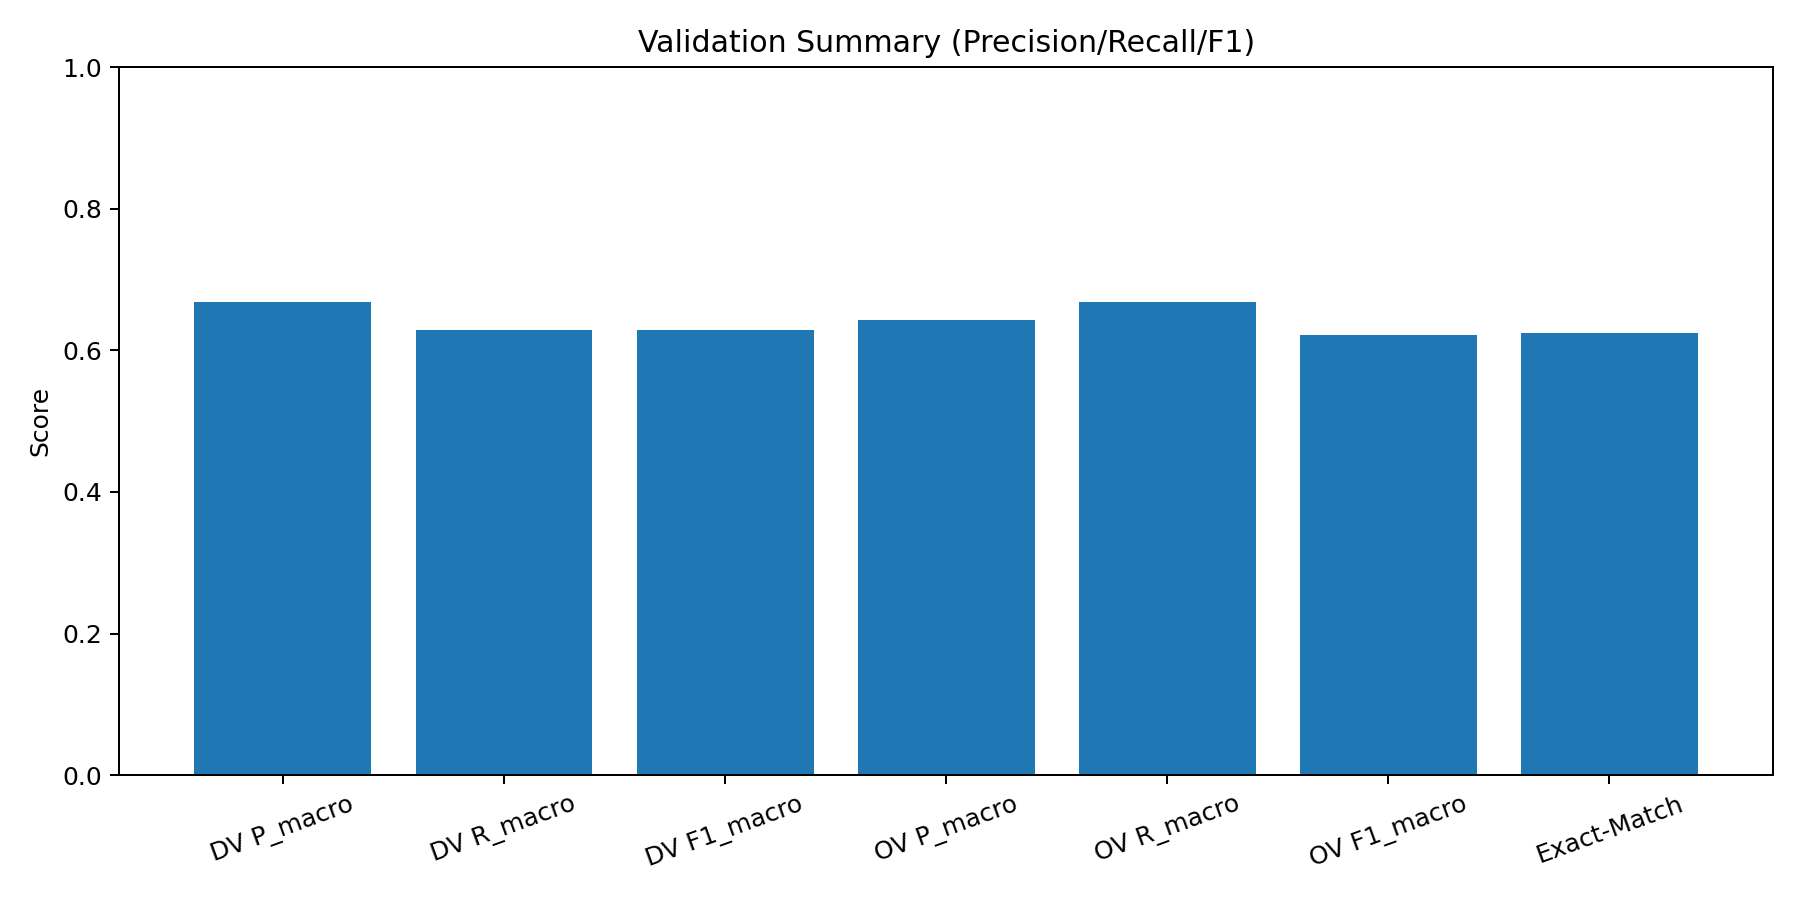 Validation Summary (Precision/Recall/F1)
1.0
0.8
0.6
0.4
0.2
0.0
Score
DV P_macro
DV R_macro
DV F1_macro
OV P_macro
OV R_macro
OV F1_macro
Exact-Match